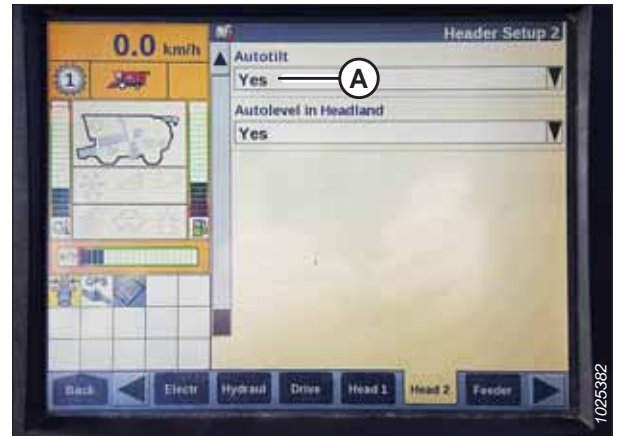 Header Setup 2
0.0 km/h
1
Autotilt
Yes
A
Autolevel in Headland
Yes
GPS
Back
Electr
Hydraul
Drive
Head 1
Head 2
Feeder
1025382